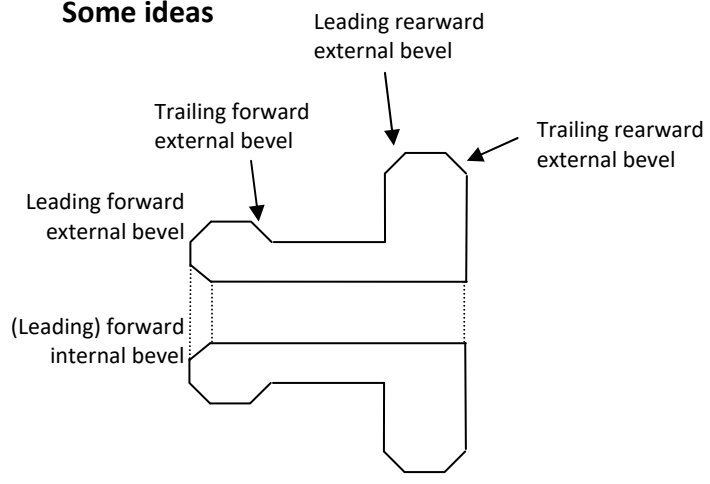 Some ideas
Leading rearward
external bevel
Trailing forward
external bevel
Trailing rearward
external bevel
Leading forward
external bevel
(Leading) forward
internal bevel